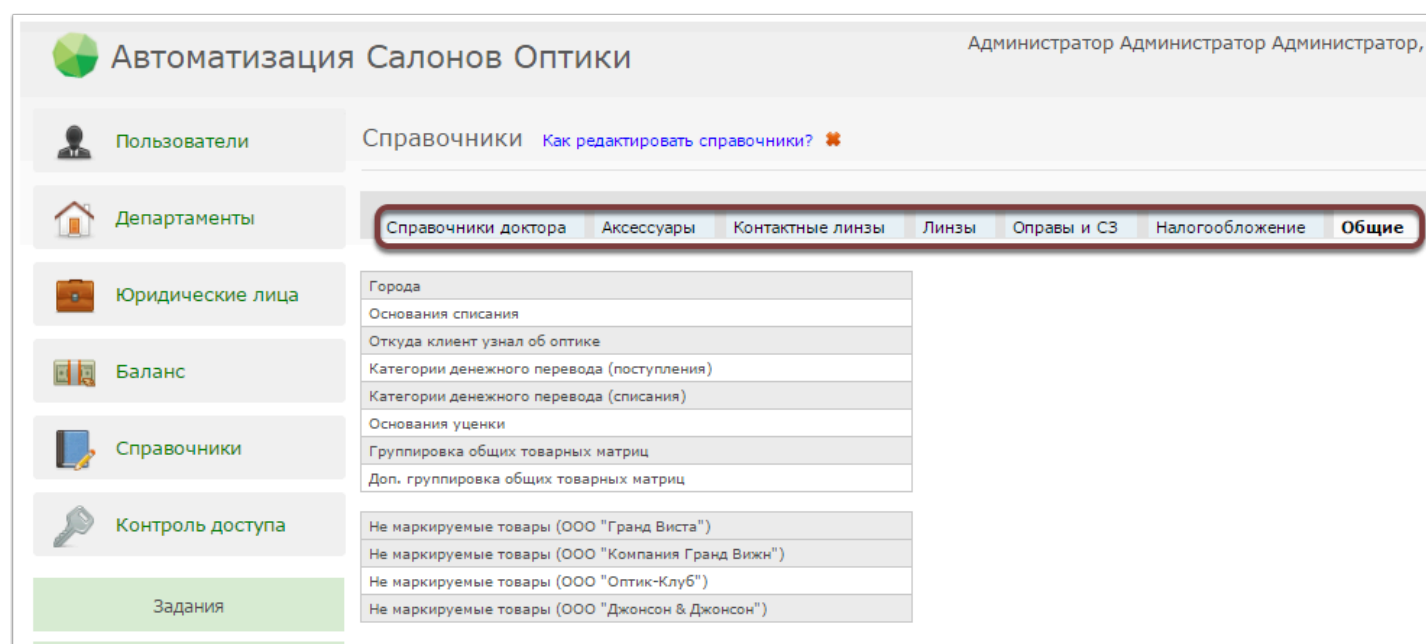 Автоматизация Салонов Оптики
Администратор Администратор Администратор,
Пользователи
Департаменты
Юридические лица
Баланс
Справочники
Контроль доступа
Задания
Справочники Как редактировать справочники?
Справочники доктора Аксессуары Контактные линзы Линзы Оправы и СЗ Налогообложение Общие
Города
Основания списания
Откуда клиент узнал об оптике
Категории денежного перевода (поступления)
Категории денежного перевода (списания)
Основания уценки
Группировка общих товарных матриц
Доп. группировка общих товарных матриц
Не маркируемые товары (ООО "Гранд Виста")
Не маркируемые товары (ООО "Компания Гранд Вижн")
Не маркируемые товары (ООО "Оптик-Клуб")
Не маркируемые товары (ООО "Джонсон & Джонсон")